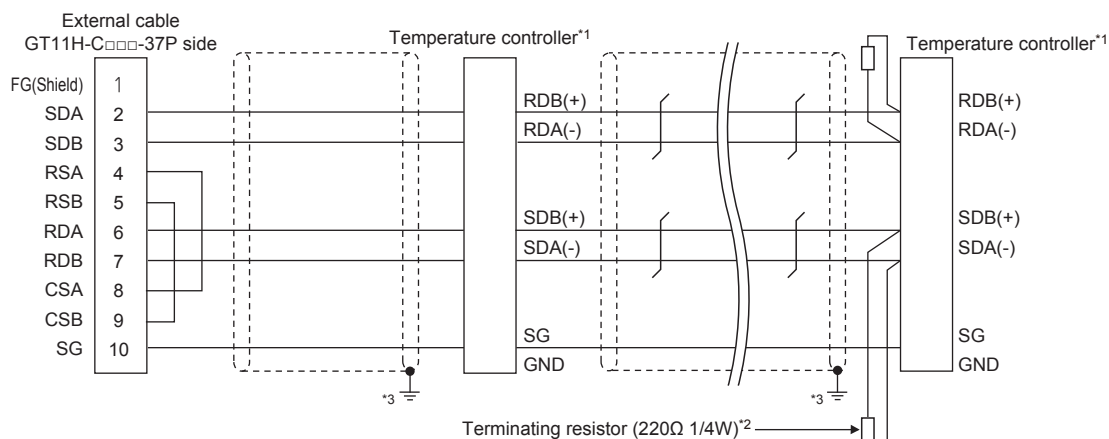 External cable
GT11H-C□□□-37P side
Temperature controller*1
Temperature controller*1
FG(Shield) 1
SDA 2
SDB 3
RSA 4
RSB 5
RDA 6
RDB 7
CSA 8
CSB 9
SG 10
RDB(+)
RDA(-)
SDB(+)
SDA(-)
SG
GND
RDB(+)
RDA(-)
SDB(+)
SDA(-)
SG
GND
*3
*3
Terminating resistor (220Ω 1/4W)*2